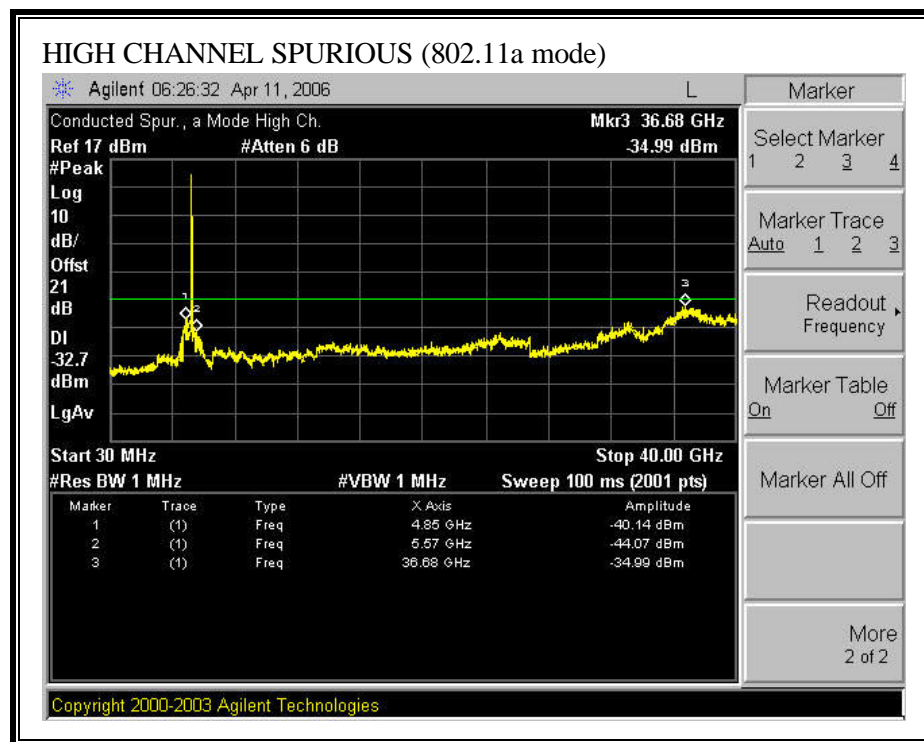 HIGH CHANNEL SPURIOUS (802.11a mode)
Agilent 06:26:32 Apr 11, 2006 L
Marker
Conducted Spur., a Mode High Ch. Mkr3 36.68 GHz
Ref 17 dBm #Atten 6 dB -34.99 dBm
#Peak
Log
10
dB/
Offst
21
dB
DI
-32.7
dBm
LgAv
1
2
3
Start 30 MHz Stop 40.00 GHz
#Res BW 1 MHz #VBW 1 MHz Sweep 100 ms (2001 pts)
Marker Trace Type X Axis Amplitude
1 (1) Freq 4.85 GHz -40.14 dBm
2 (1) Freq 5.57 GHz -44.07 dBm
3 (1) Freq 36.68 GHz -34.99 dBm
Select Marker
1 2 3 4
Marker Trace
Auto 1 2 3
Readout
Frequency
Marker Table
On Off
Marker All Off
More
2 of 2
Copyright 2000-2003 Agilent Technologies